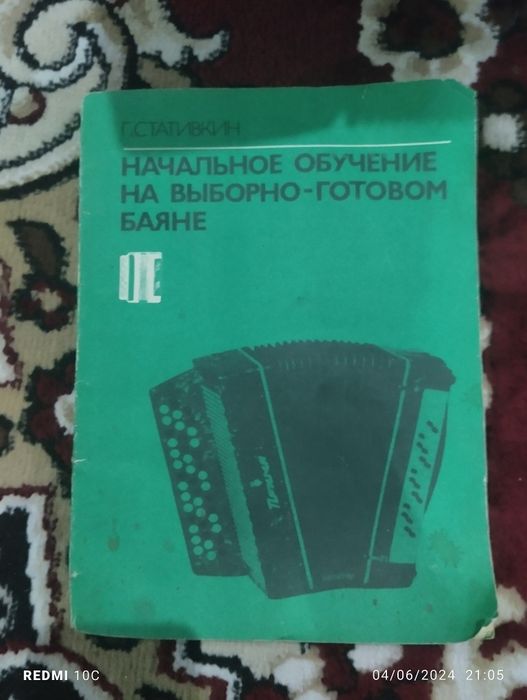 Г. СТАТИВКИН
НАЧАЛЬНОЕ ОБУЧЕНИЕ
НА ВЫБОРНО-ГОТОВОМ
БАЯНЕ
REDMI 10C
04/06/2024 21:05